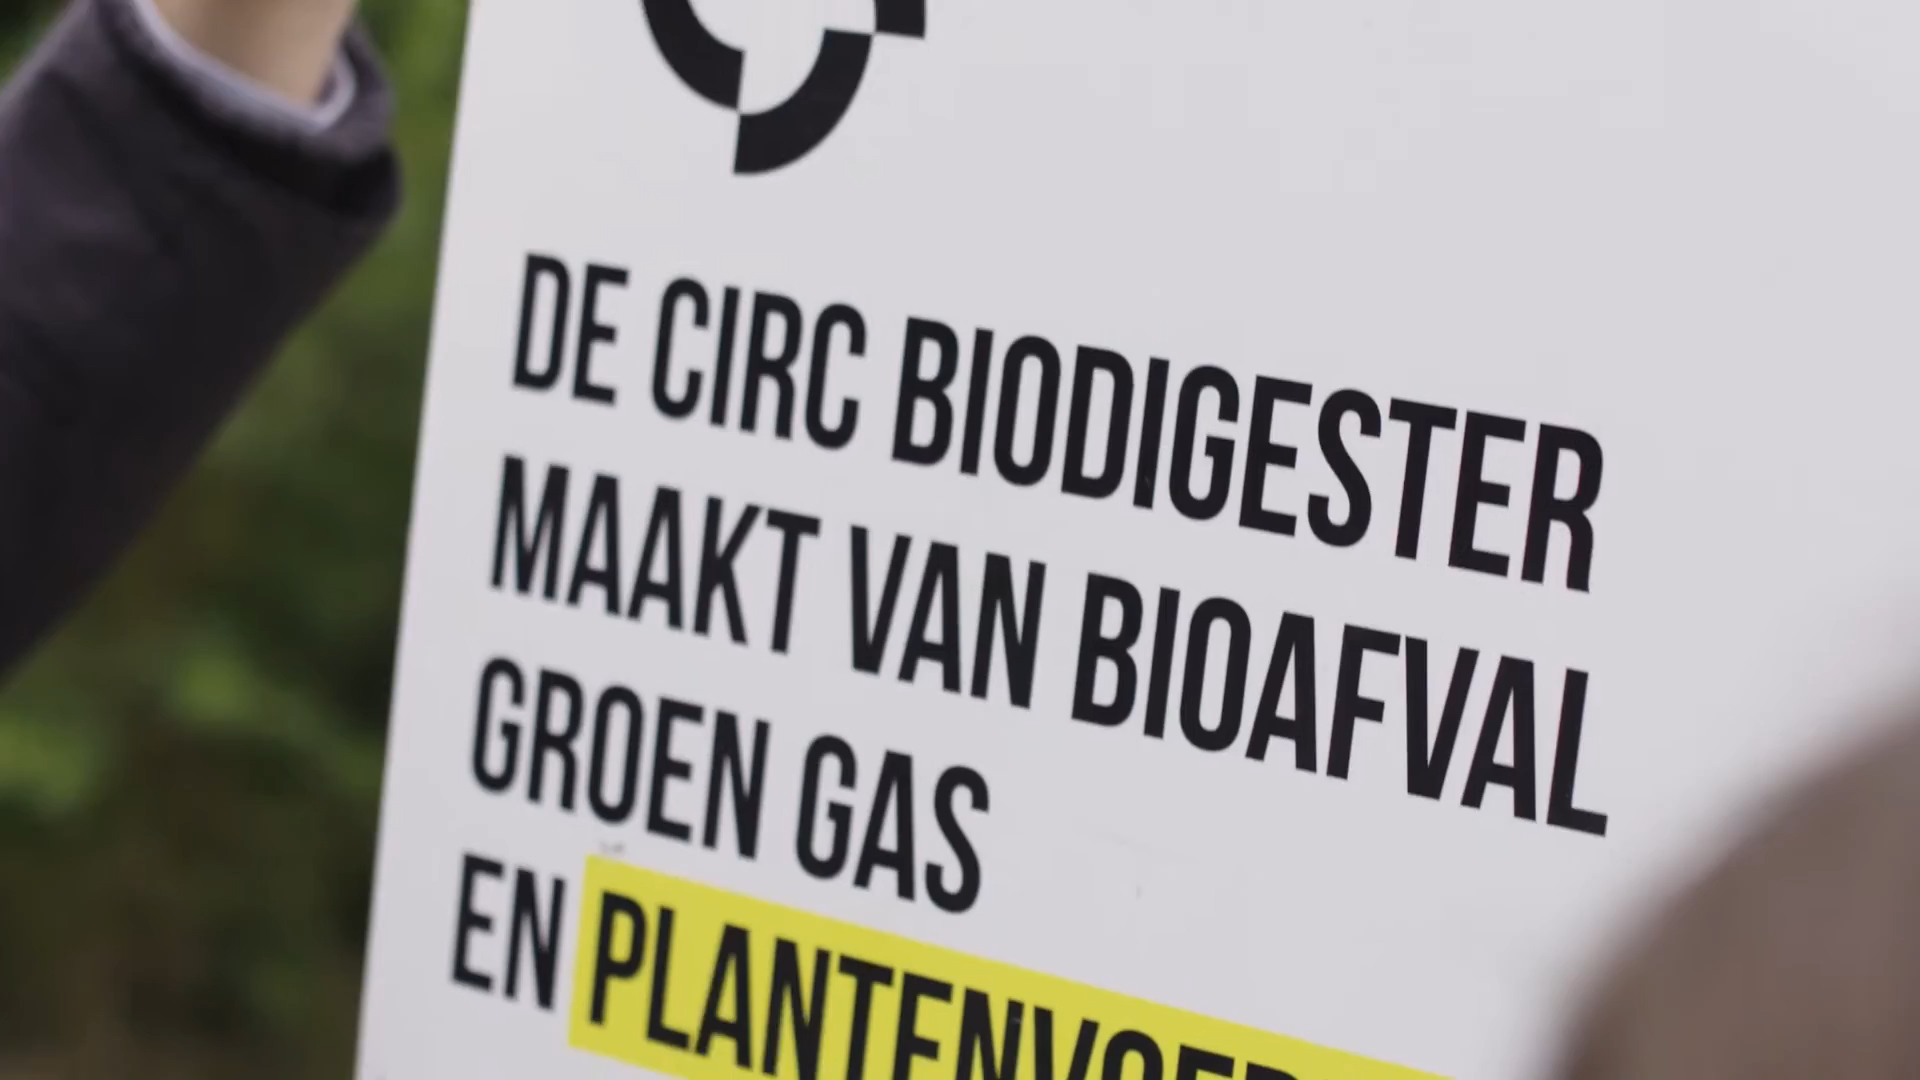 DE CIRC BIODIGESTER
MAAKT VAN BIOAFVAL
GROEN GAS
EN